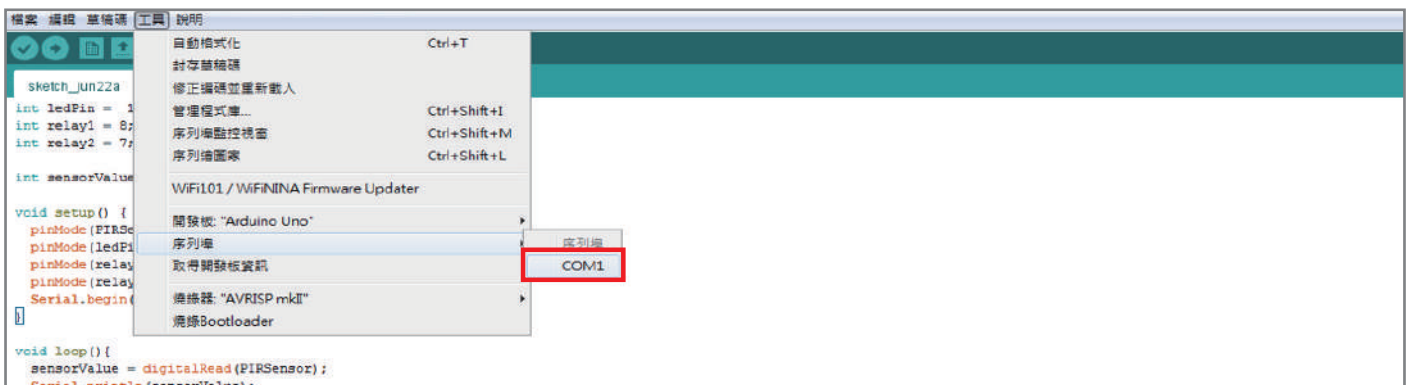 檔案 編輯 草稿碼 工具 說明
sketch_jun22a
int ledPin = 1
int relay1 = 8;
int relay2 = 7;
int sensorValue
void setup() {
pinMode(PIRSe
pinMode(ledPi
pinMode(relay
pinMode(relay
Serial.begin(
}
void loop(){
sensorValue = digitalRead(PIRSensor);
自動格式化 Ctrl+T
封存草稿碼
修正編碼並重新載入
管理程式庫... Ctrl+Shift+I
序列埠監控視窗 Ctrl+Shift+M
序列繪圖家 Ctrl+Shift+L
WiFi101 / WiFiNINA Firmware Updater
開發板: "Arduino Uno"
序列埠
取得開發板資訊
燒錄器: "AVRISP mkII"
燒錄Bootloader
序列埠
COM1